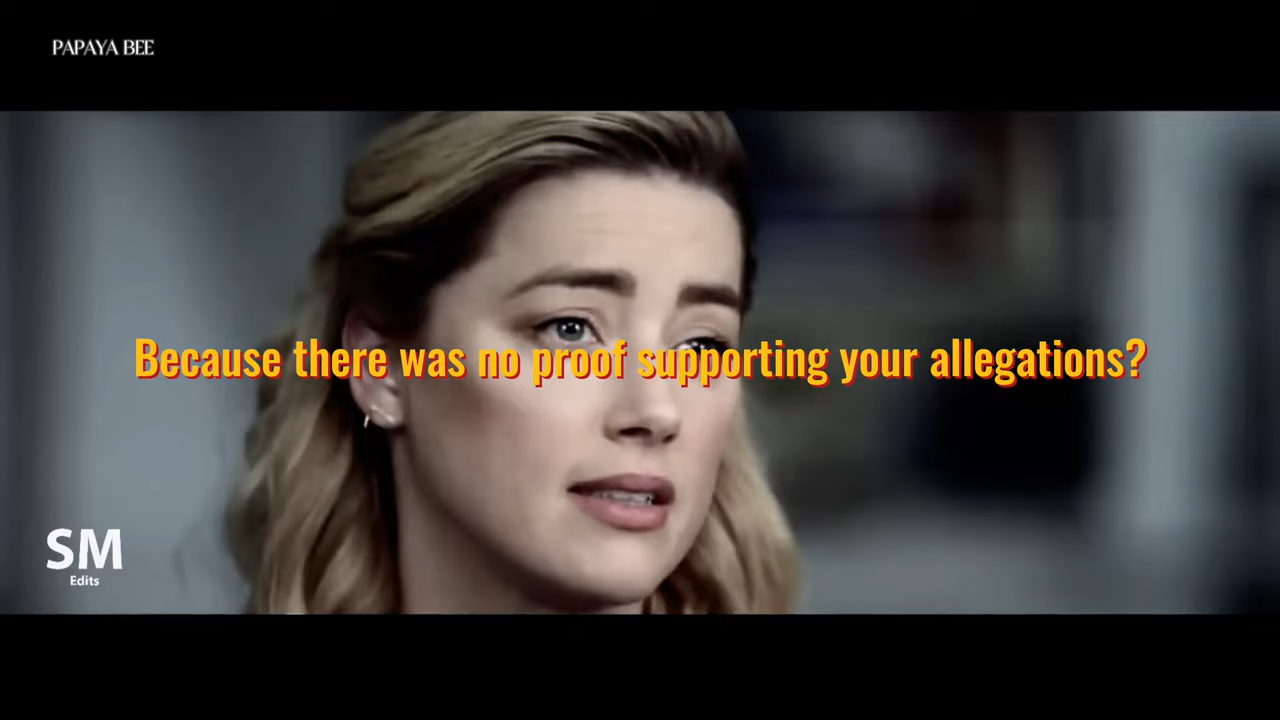 PAPAYA BEE
Because there was no proof supporting your allegations?
SM
Edits